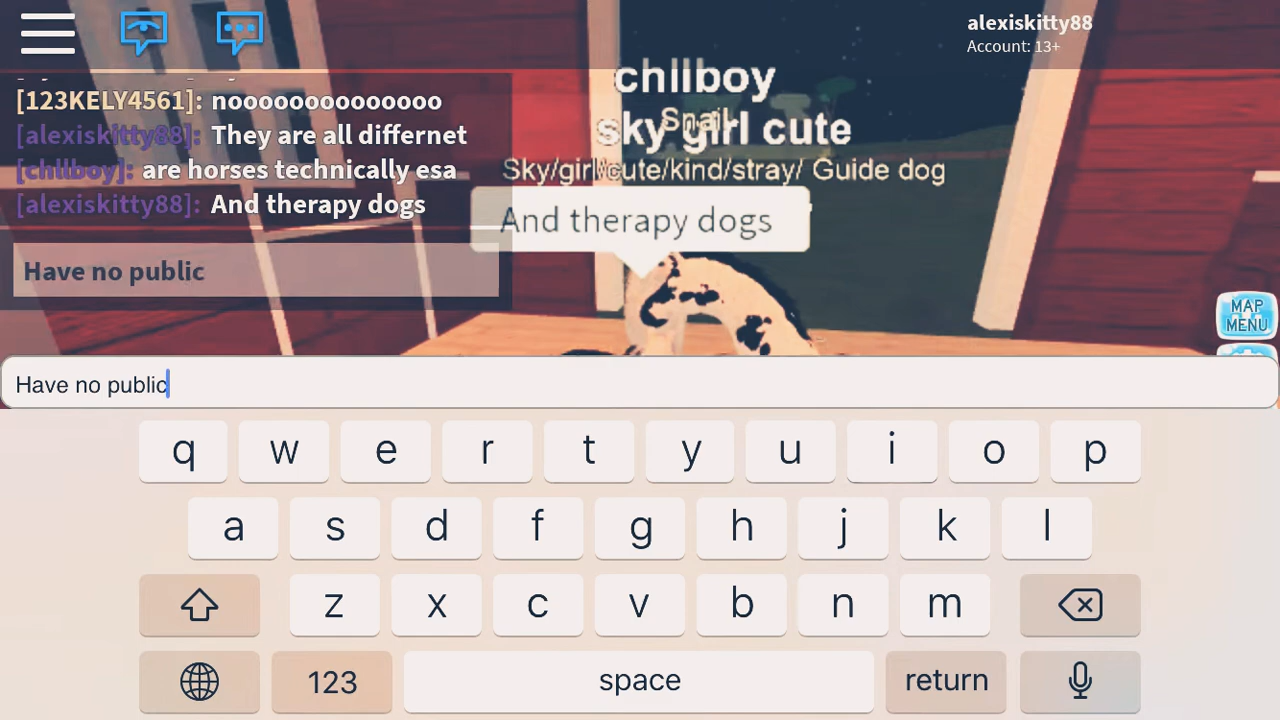 alexiskitty88
Account: 13+
[123KELY4561]: noooooooooooooo
[alexiskitty88]: They are all differnet
[chllboy]: are horses technically esa
[alexiskitty88]: And therapy dogs
Have no public
chllboy
Snail
sky girl cute
Sky/girl/cute/kind/stray/ Guide dog
And therapy dogs
MAP
MENU
Have no public
q w e r t y u i o p
a s d f g h j k l
z x c v b n m
123 space return